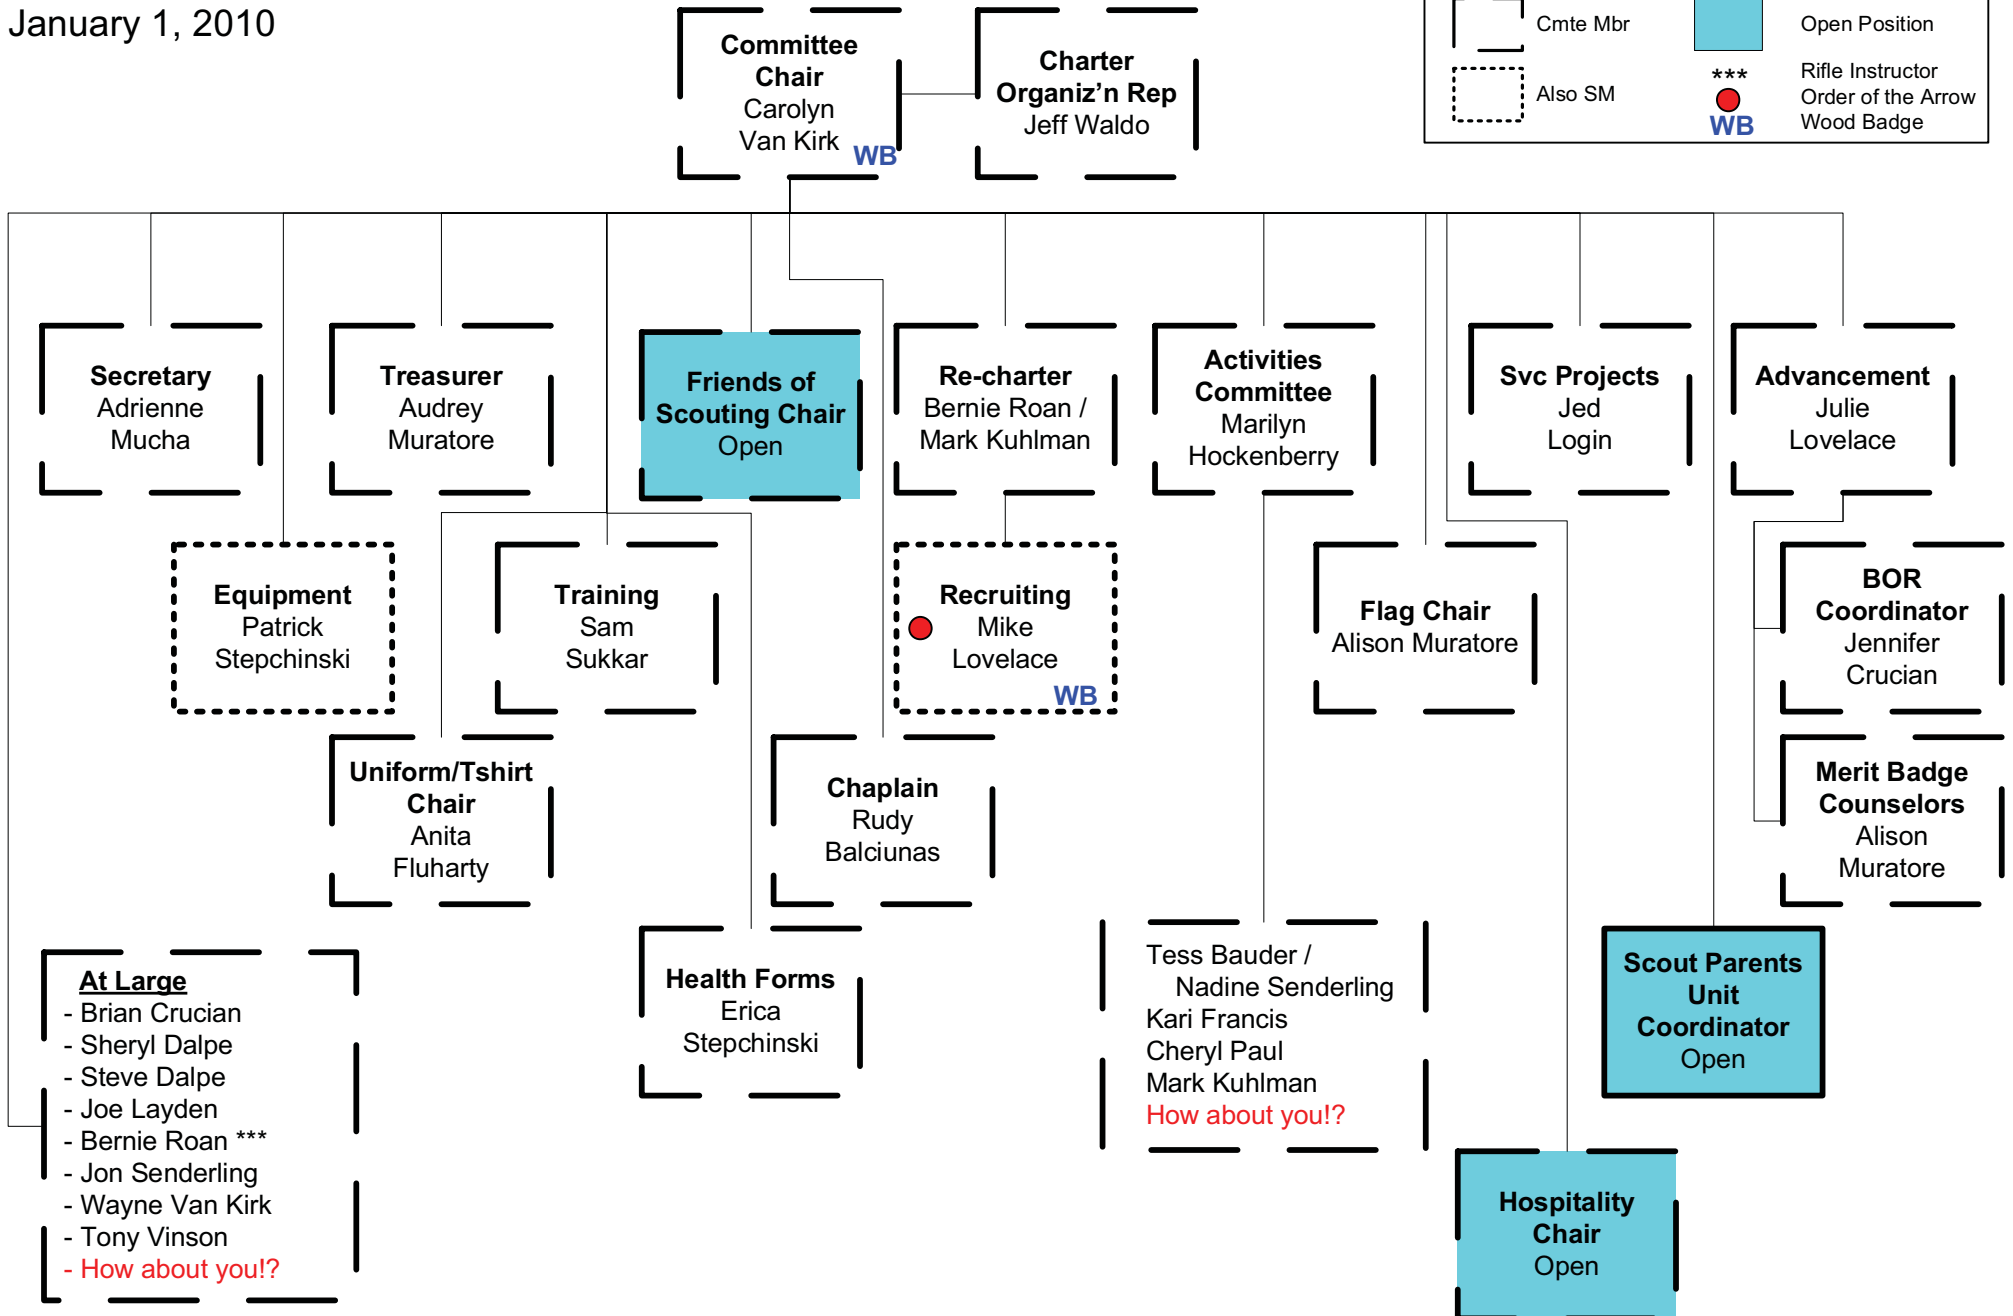 January 1, 2010
Committee
Chair
Carolyn
Van Kirk
WB
Charter
Organiz’n Rep
Jeff Waldo
Cmte Mbr
Open Position
Also SM
***
Rifle Instructor
Order of the Arrow
WB
Wood Badge
Secretary
Adrienne
Mucha
Treasurer
Audrey
Muratore
Friends of
Scouting Chair
Open
Re-charter
Bernie Roan /
Mark Kuhlman
Activities
Committee
Marilyn
Hockenberry
Svc Projects
Jed
Login
Advancement
Julie
Lovelace
Equipment
Patrick
Stepchinski
Training
Sam
Sukkar
Recruiting
Mike
Lovelace
WB
Flag Chair
Alison Muratore
BOR
Coordinator
Jennifer
Crucian
Uniform/Tshirt
Chair
Anita
Fluharty
Chaplain
Rudy
Balciunas
Merit Badge
Counselors
Alison
Muratore
At Large
- Brian Crucian
- Sheryl Dalpe
- Steve Dalpe
- Joe Layden
- Bernie Roan ***
- Jon Senderling
- Wayne Van Kirk
- Tony Vinson
- How about you!?
Health Forms
Erica
Stepchinski
Tess Bauder /
Nadine Senderling
Kari Francis
Cheryl Paul
Mark Kuhlman
How about you!?
Scout Parents
Unit
Coordinator
Open
Hospitality
Chair
Open